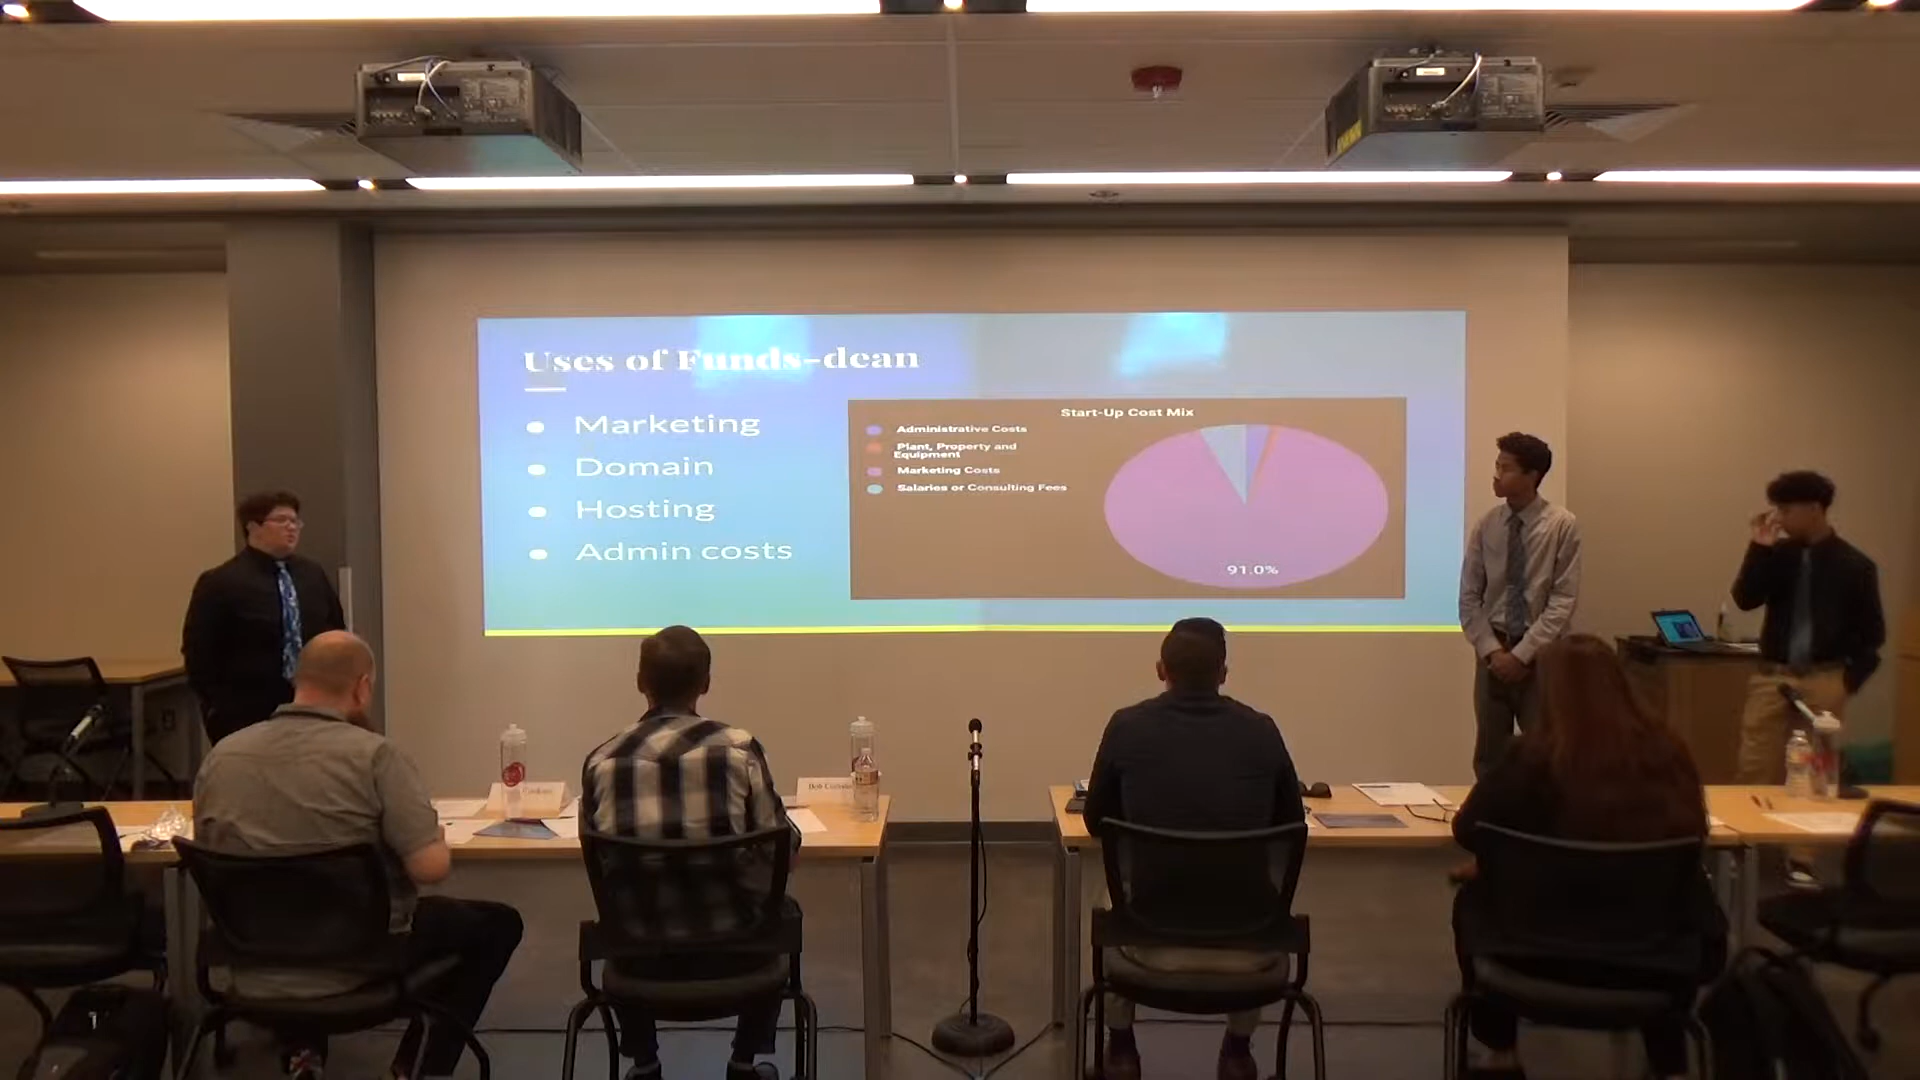 Uses of Funds-dean
Marketing
Domain
Hosting
Admin costs
Start-Up Cost Mix
Administrative Costs
Plant, Property and
Equipment
Marketing Costs
Salaries or Consulting Fees
91.0%